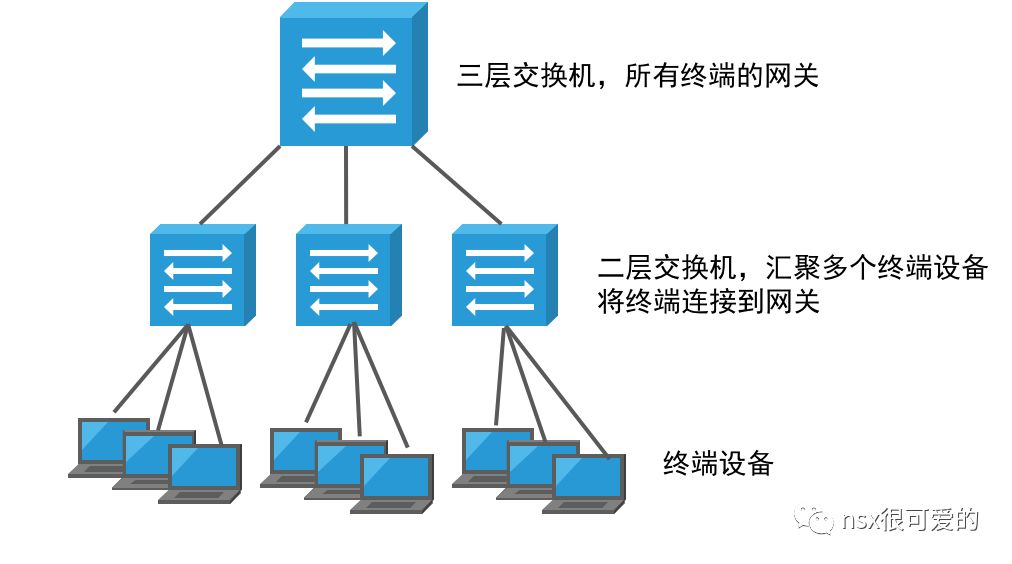 三层交换机，所有终端的网关
二层交换机，汇聚多个终端设备
将终端连接到网关
终端设备
nsx很可爱的